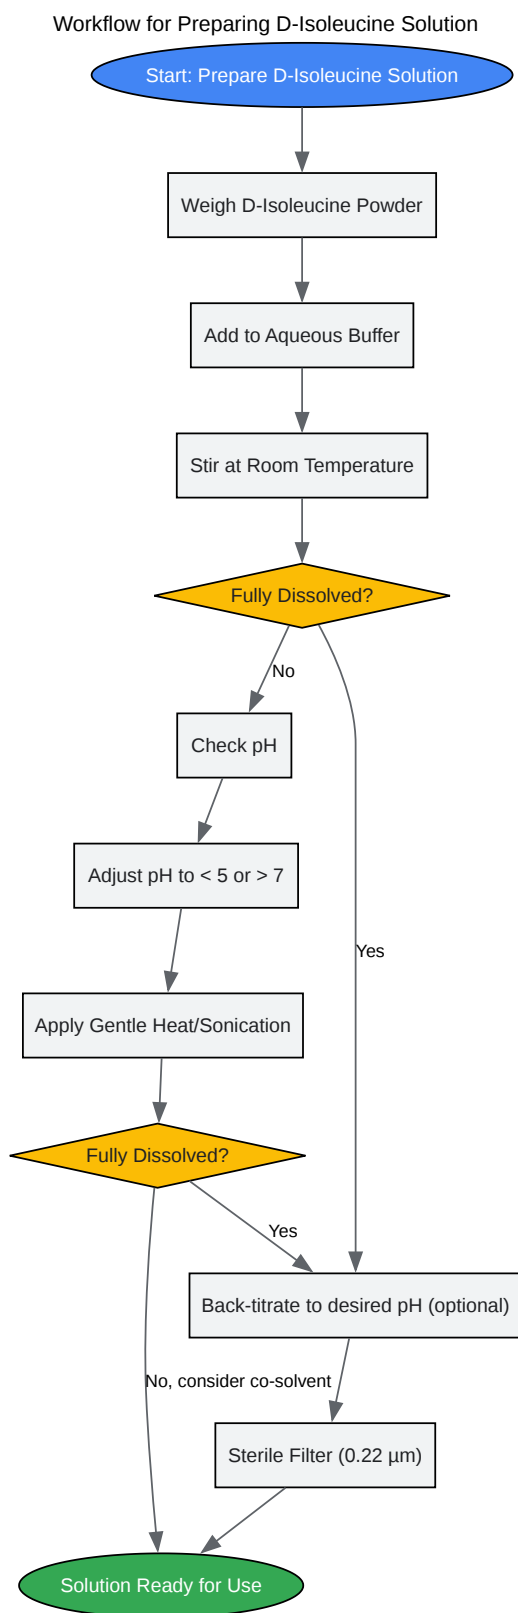 Workflow for Preparing D-Isoleucine Solution
Start: Prepare D-Isoleucine Solution
Weigh D-Isoleucine Powder
Add to Aqueous Buffer
Stir at Room Temperature
Fully Dissolved?
No
Check pH
Adjust pH to < 5 or > 7
Yes
Apply Gentle Heat/Sonication
Fully Dissolved?
Yes
Back-titrate to desired pH (optional)
No, consider co-solvent
Sterile Filter (0.22 µm)
Solution Ready for Use